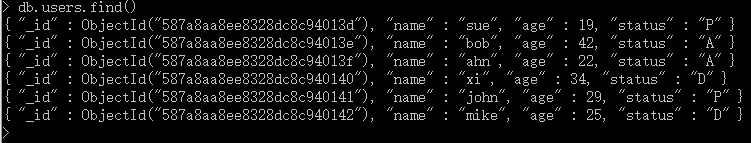 > db.users.find()
{ "_id" : ObjectId("587a8aa8ee8328dc8c94013d"), "name" : "sue", "age" : 19, "status" : "P" }
{ "_id" : ObjectId("587a8aa8ee8328dc8c94013e"), "name" : "bob", "age" : 42, "status" : "A" }
{ "_id" : ObjectId("587a8aa8ee8328dc8c94013f"), "name" : "ahn", "age" : 22, "status" : "A" }
{ "_id" : ObjectId("587a8aa8ee8328dc8c940140"), "name" : "xi", "age" : 34, "status" : "D" }
{ "_id" : ObjectId("587a8aa8ee8328dc8c940141"), "name" : "john", "age" : 29, "status" : "P" }
{ "_id" : ObjectId("587a8aa8ee8328dc8c940142"), "name" : "mike", "age" : 25, "status" : "D" }
>